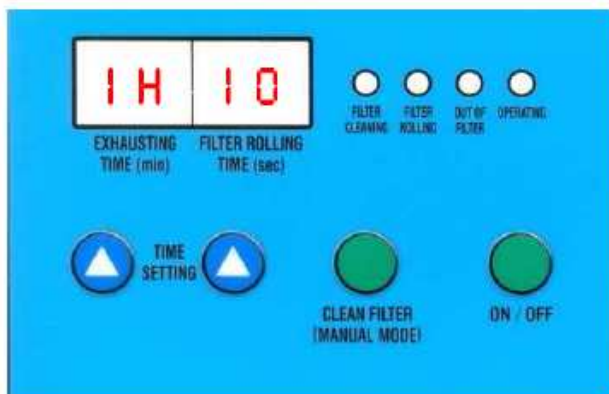 1H 10
EXHAUSTING
TIME (min)
FILTER ROLLING
TIME (sec)
FILTER
CLEANING
FILTER
ROLLING
OUT OF
FILTER
OPERATING
TIME
SETTING
CLEAN FILTER
(MANUAL MODE)
ON / OFF